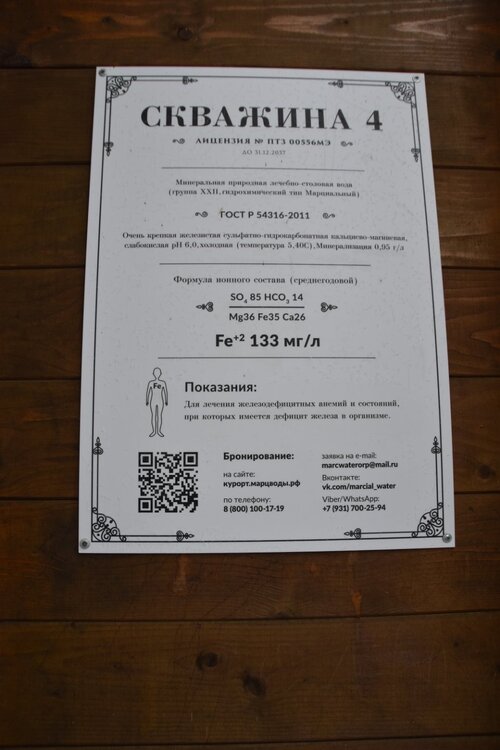 СКВАЖИНА 4
ЛИЦЕНЗИЯ № ПТЗ 00556МЭ
ДО 31.12.2037
Минеральная природная лечебно-столовая вода
(группа XXII, гидрохимический тип Марциальный)
ГОСТ Р 54316-2011
Очень крепкая железистая сульфатно-гидрокарбонатная кальциево-магниевая,
слабокислая рН 6,0,холодная (температура 5,40С),Минерализация 0,95 г/л
Формула ионного состава (среднегодовой)
SO4 85 HCO3 14
Mg36 Fe35 Ca26
Fe+2 133 мг/л
Fe
Показания:
Для лечения железодефицитных анемий и состояний,
при которых имеется дефицит железа в организме.
Бронирование:
на сайте:
курорт.марцводы.рф
по телефону:
8 (800) 100-17-19
заявка на e-mail:
marcwaterorp@mail.ru
Вконтакте:
vk.com/marcial_water
Viber/WhatsApp:
+7 (931) 700-25-94